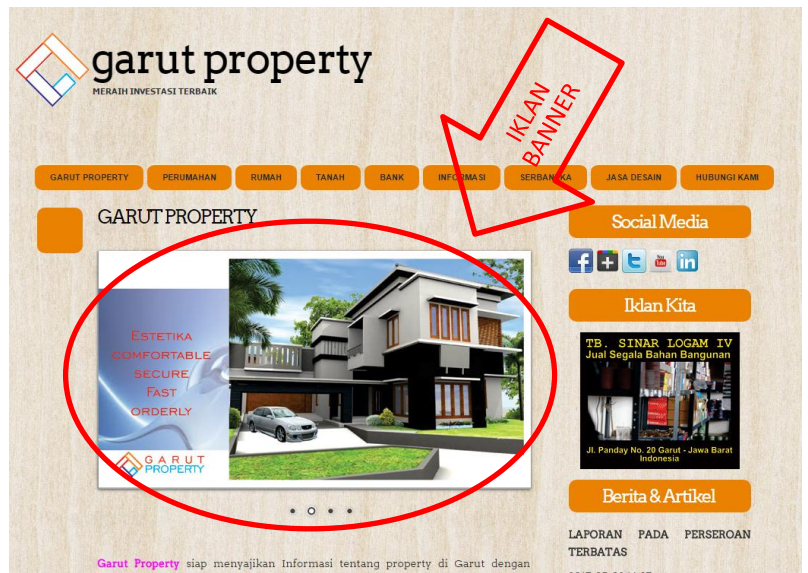 garut property
MERAIH INVESTASI TERBAIK
IKLAN
BANNER
GARUT PROPERTY PERUMAHAN RUMAH TANAH BANK INFORMASI SERBANEKA JASA DESAIN HUBUNGI KAMI
GARUT PROPERTY
ESTETIKA
COMFORTABLE
SECURE
FAST
ORDERLY
GARUT
PROPERTY
Garut Property siap menyajikan Informasi tentang property di Garut dengan
Social Media
You
Tube
Iklan Kita
TB. SINAR LOGAM IV
Jual Segala Bahan Bangunan
Jl. Panday No. 20 Garut - Jawa Barat
Indonesia
Berita & Artikel
LAPORAN PADA PERSEROAN
TERBATAS